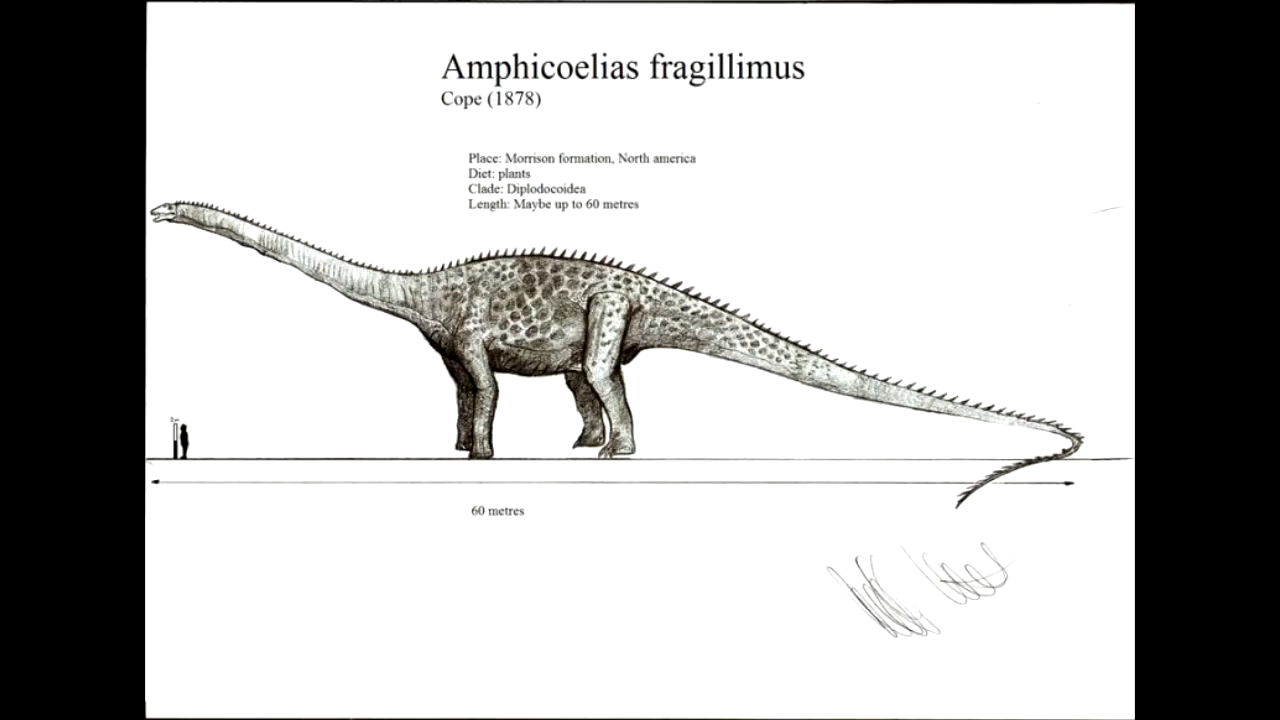 Amphicoelias fragillimus
Cope (1878)
Place: Morrison formation, North america
Diet: plants
Clade: Diplodocoidea
Length: Maybe up to 60 metres
60 metres